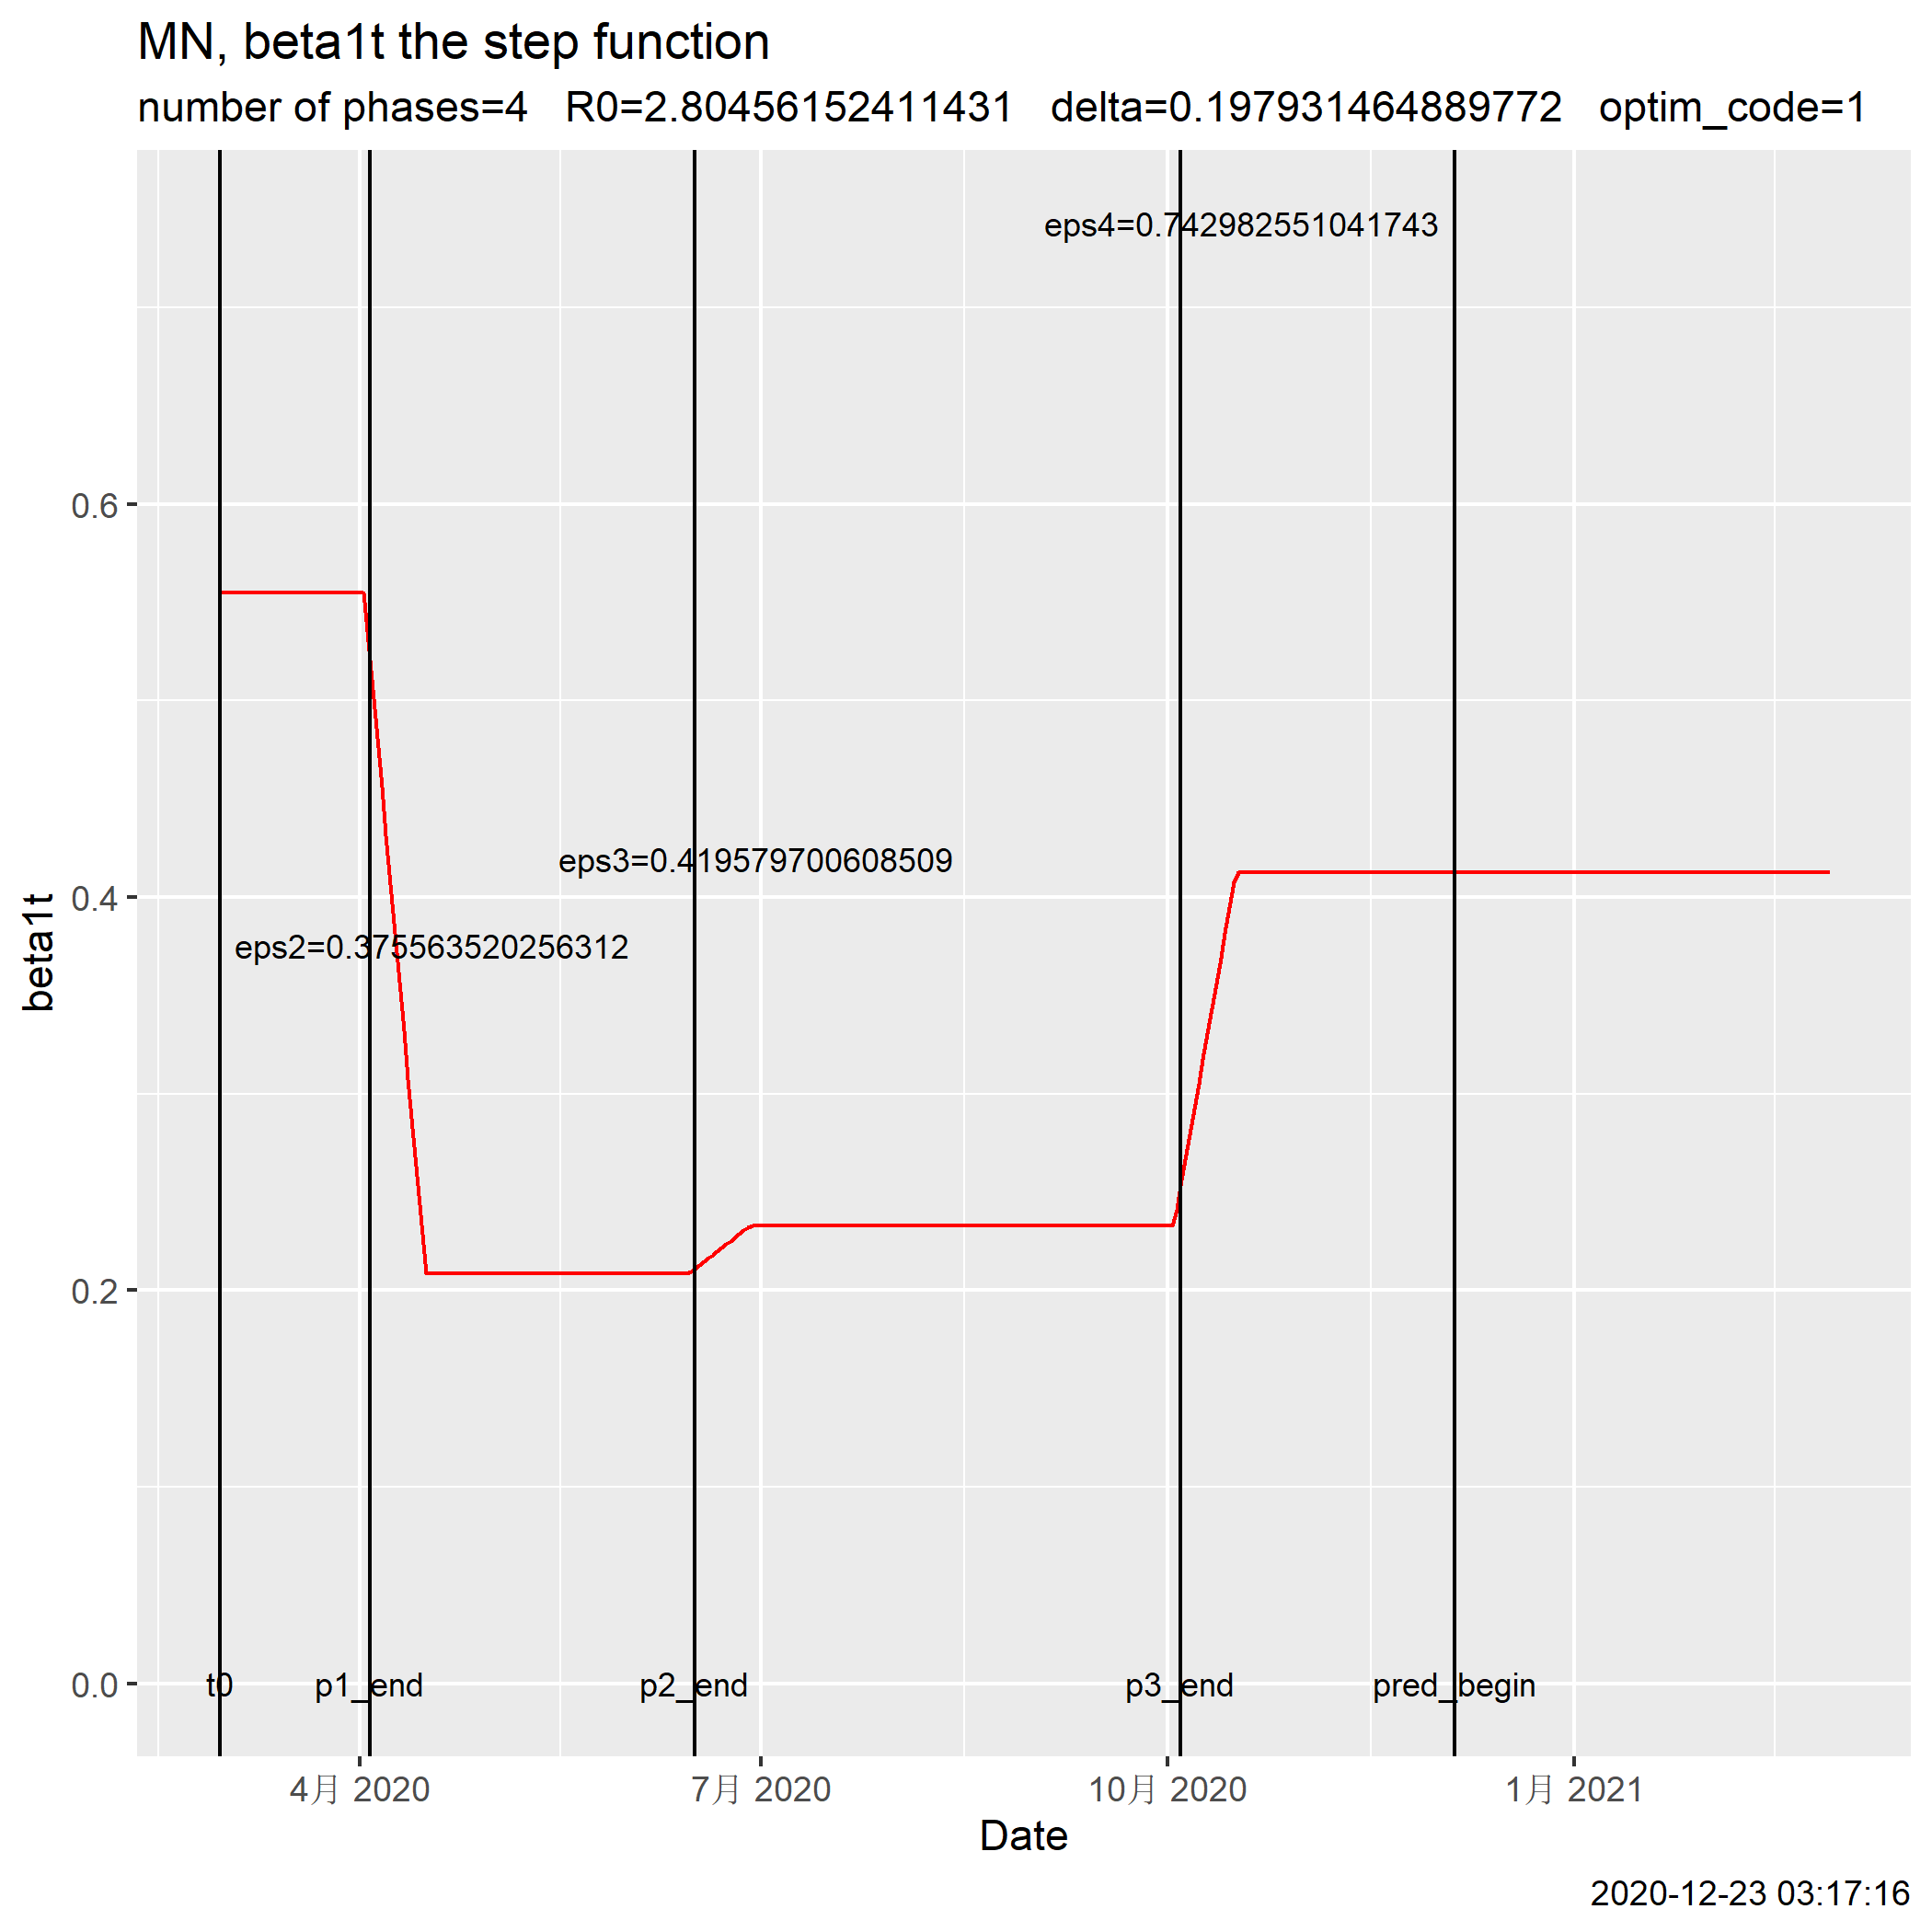 MN, beta1t the step function
number of phases=4   R0=2.80456152411431   delta=0.197931464889772   optim_code=1
eps4=0.742982551041743
0.6
eps3=0.419579700608509
0.4
eps2=0.375563520256312
beta1t
0.2
0.0
t0 p1_end p2_end p3_end pred_begin
4月 2020 7月 2020 10月 2020 1月 2021
Date
2020-12-23 03:17:16